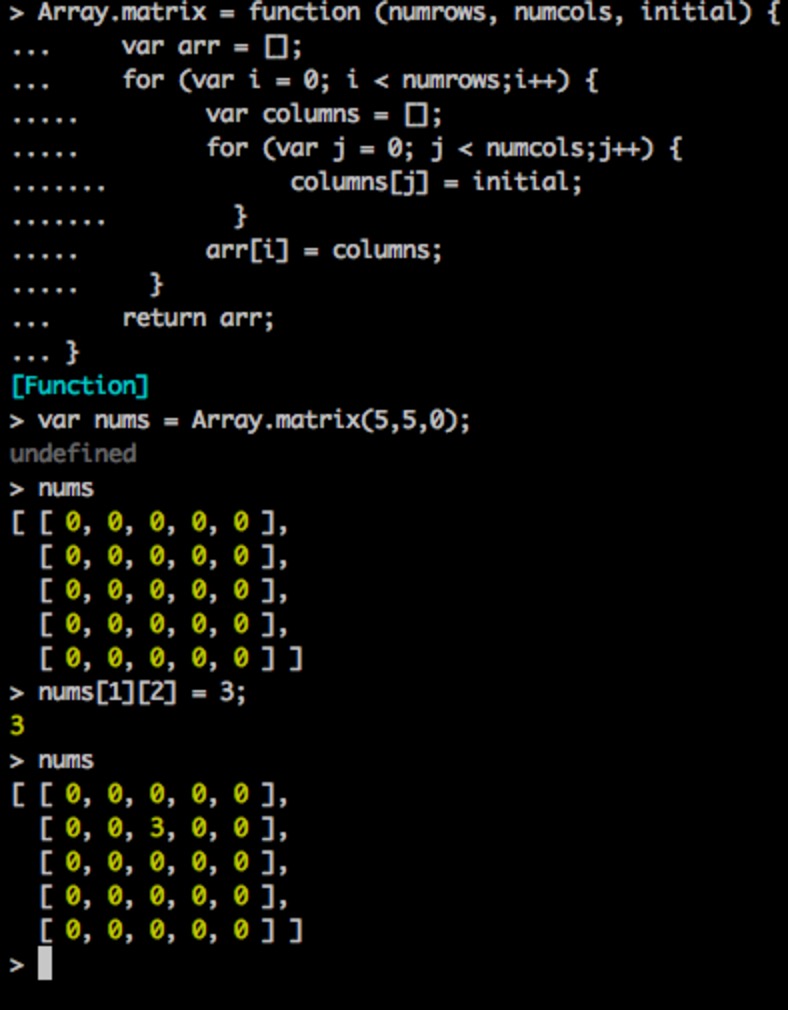 > Array.matrix = function (numrows, numcols, initial) {
...     var arr = [];
...     for (var i = 0; i < numrows;i++) {
.....         var columns = [];
.....         for (var j = 0; j < numcols;j++) {
.......             columns[j] = initial;
.......         }
.....         arr[i] = columns;
.....     }
...     return arr;
... }
[Function]
> var nums = Array.matrix(5,5,0);
undefined
> nums
[ [ 0, 0, 0, 0, 0 ],
  [ 0, 0, 0, 0, 0 ],
  [ 0, 0, 0, 0, 0 ],
  [ 0, 0, 0, 0, 0 ],
  [ 0, 0, 0, 0, 0 ] ]
> nums[1][2] = 3;
3
> nums
[ [ 0, 0, 0, 0, 0 ],
  [ 0, 0, 3, 0, 0 ],
  [ 0, 0, 0, 0, 0 ],
  [ 0, 0, 0, 0, 0 ],
  [ 0, 0, 0, 0, 0 ] ]
>